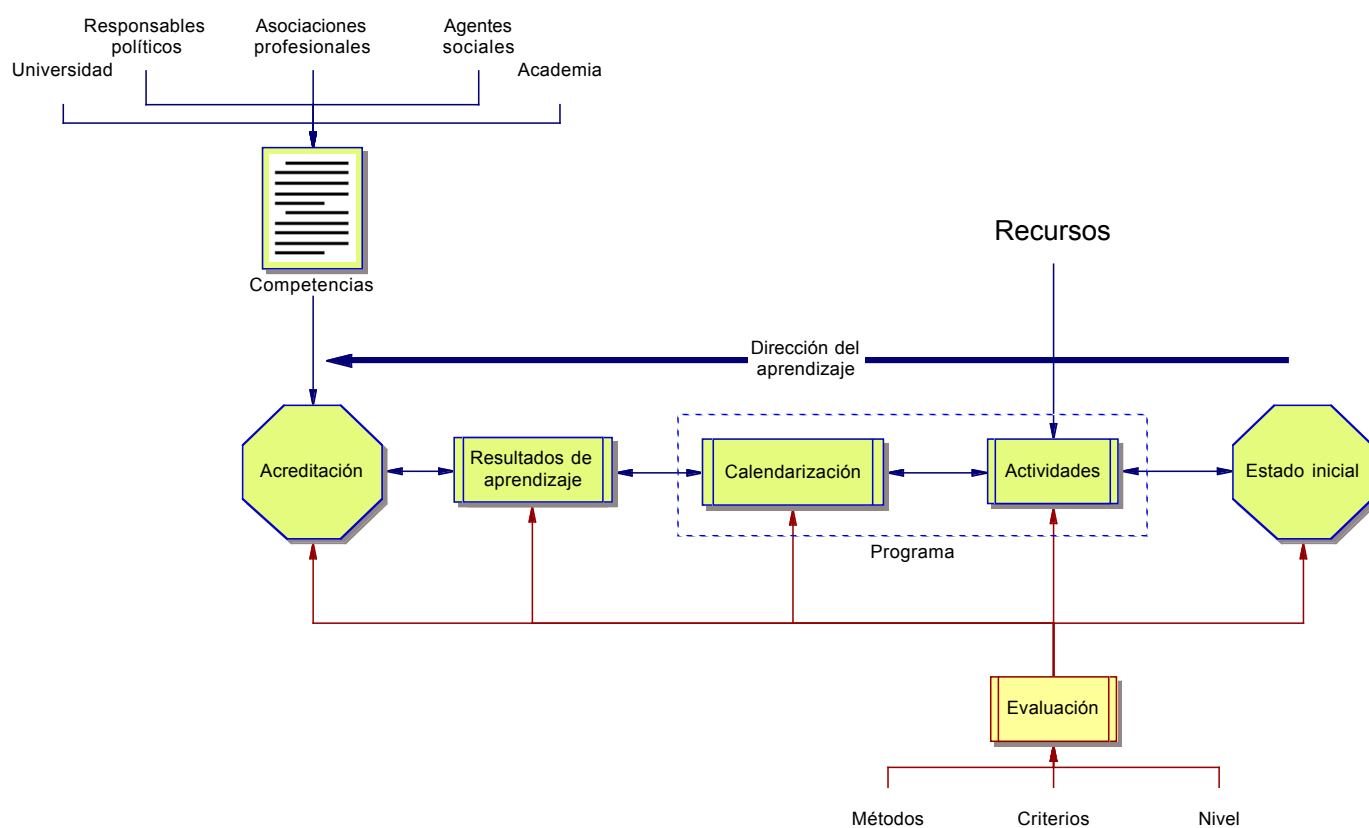 Responsables
políticos
Asociaciones
profesionales
Agentes
sociales
Universidad
Academia
Competencias
Recursos
Dirección del
aprendizaje
Acreditación
Resultados de
aprendizaje
Calendarización
Actividades
Estado inicial
Programa
Evaluación
Métodos
Criterios
Nivel